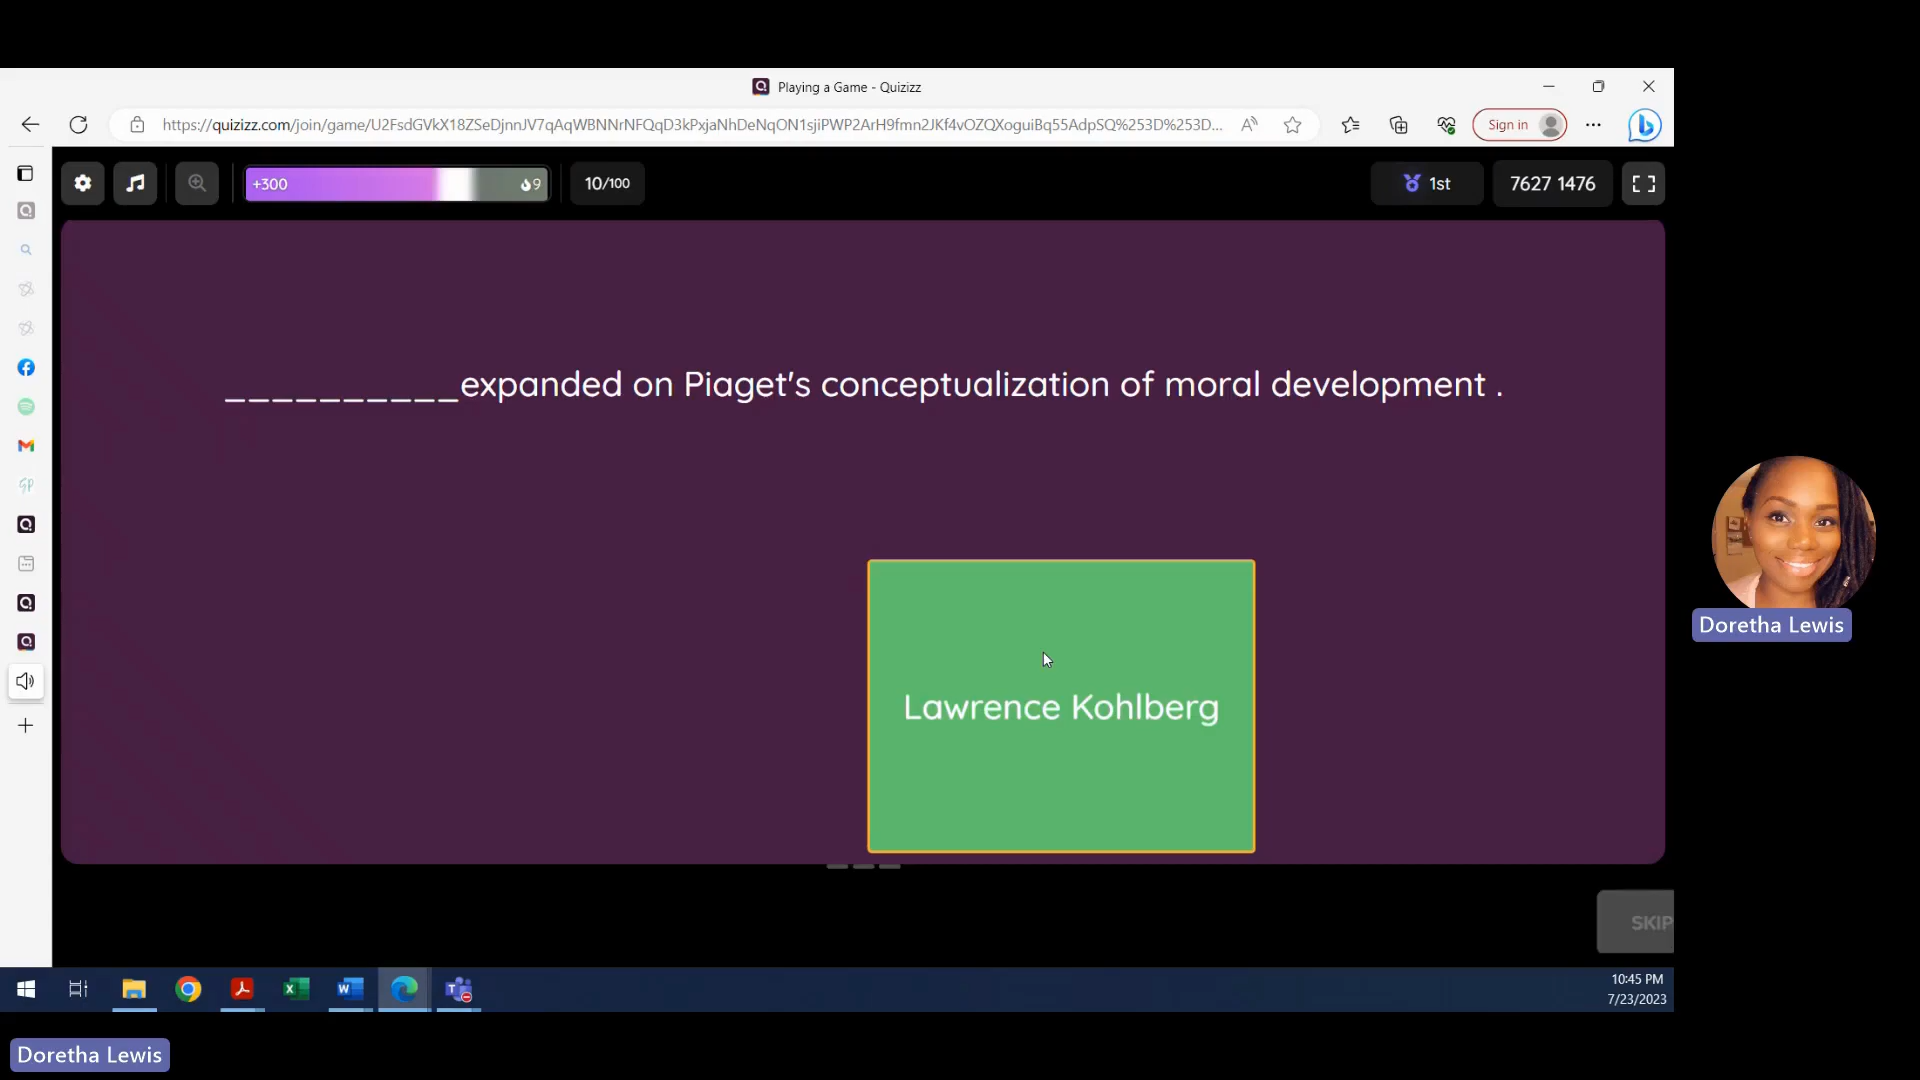 Playing a Game - Quizizz
https://quizizz.com/join/game/U2FsdGVkX18ZSeDjnnJV7qAqWBNNrNFQqD3kPxjaNhDeNqON1sjiPWP2ArH9fmn2JKf4vOZQXoguiBq55AdpSQ%253D%253D...
Sign in
+300
9
10/100
1st
7627 1476
__________expanded on Piaget's conceptualization of moral development .
Lawrence Kohlberg
Doretha Lewis
SKIP
10:45 PM
7/23/2023
Doretha Lewis